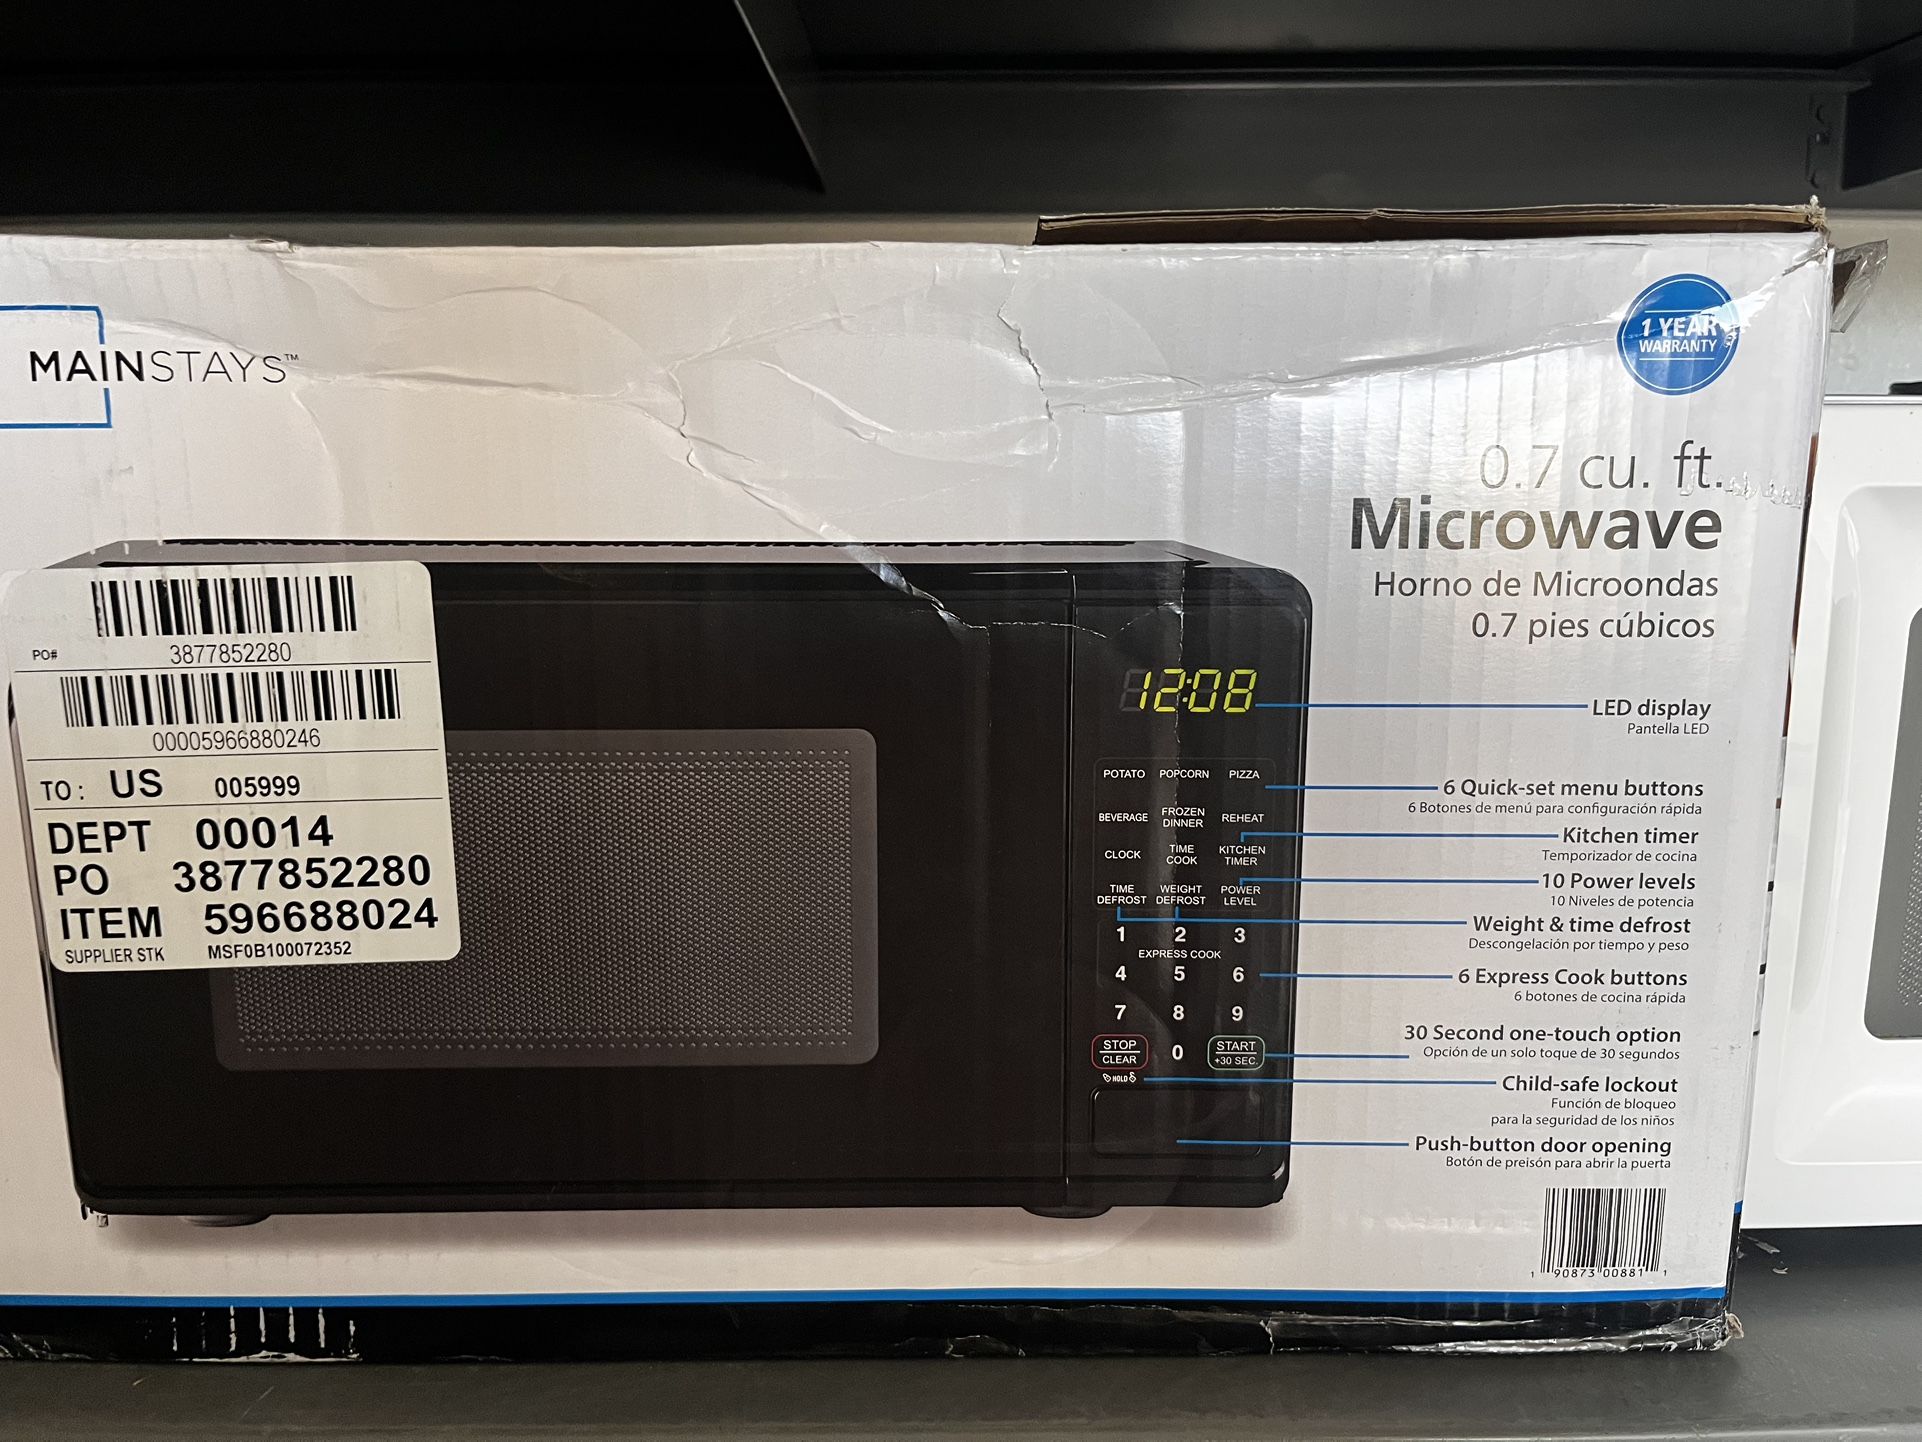 MAINSTAYS™
1 YEAR
WARRANTY
0.7 cu. ft.
Microwave
Horno de Microondas
0.7 pies cúbicos
PO# 3877852280
00005966880246
TO: US 005999
DEPT 00014
PO 3877852280
ITEM 596688024
SUPPLIER STK MSF0B100072352
12:08
POTATO POPCORN PIZZA
BEVERAGE FROZEN DINNER REHEAT
CLOCK TIME COOK KITCHEN TIMER
TIME DEFROST WEIGHT DEFROST POWER LEVEL
1 2 3
EXPRESS COOK
4 5 6
7 8 9
STOP CLEAR 0 START +30 SEC.
HOLD
LED display
Pantella LED
6 Quick-set menu buttons
6 Botones de menú para configuración rápida
Kitchen timer
Temporizador de cocina
10 Power levels
10 Niveles de potencia
Weight & time defrost
Descongelación por tiempo y peso
6 Express Cook buttons
6 botones de cocina rápida
30 Second one-touch option
Opción de un solo toque de 30 segundos
Child-safe lockout
Función de bloqueo
para la seguridad de los niños
Push-button door opening
Botón de preisón para abrir la puerta
1 90873 00881 1